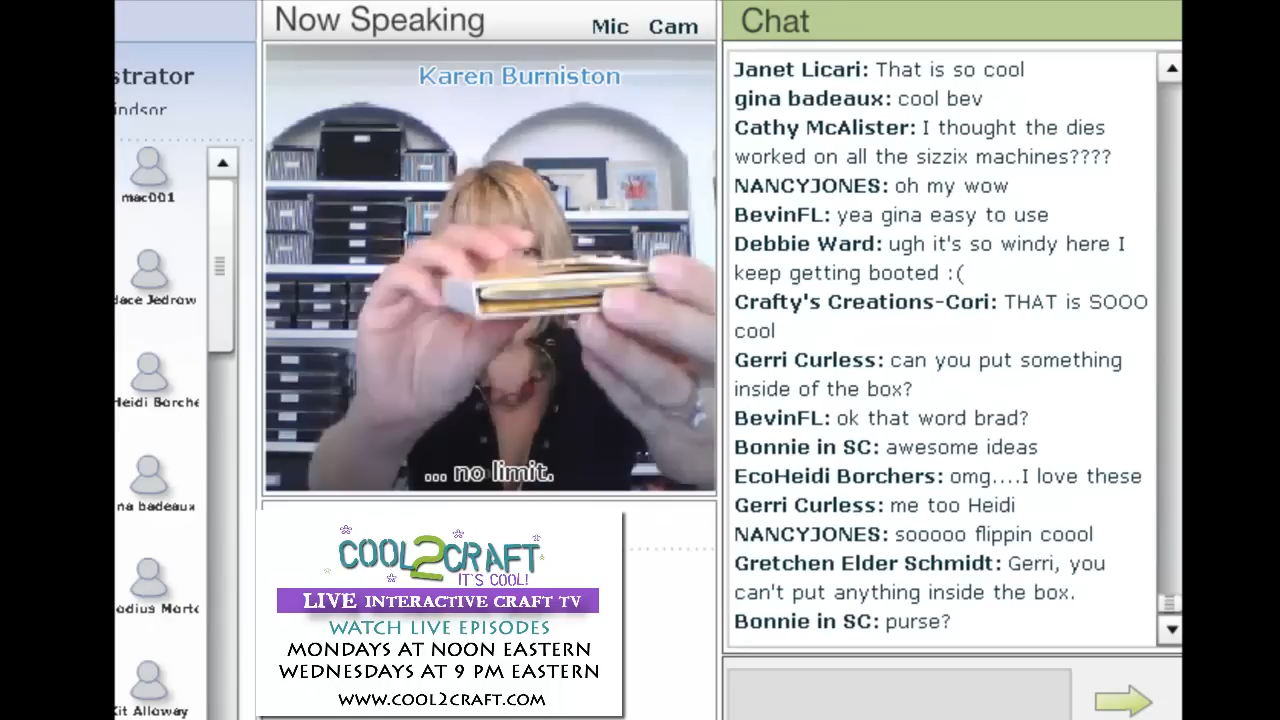 strator
indsor
mac001
Heidi Borche
na badeaux
Kit Alloway
Now Speaking
Mic Cam
Karen Burniston
... no limit.
COOL2CRAFT
IT'S COOL!
LIVE INTERACTIVE CRAFT TV
WATCH LIVE EPISODES
MONDAYS AT NOON EASTERN
WEDNESDAYS AT 9 PM EASTERN
WWW.COOL2CRAFT.COM
Chat
Janet Licari: That is so cool
gina badeaux: cool bev
Cathy McAlister: I thought the dies
worked on all the sizzix machines????
NANCYJONES: oh my wow
BevinFL: yea gina easy to use
Debbie Ward: ugh it's so windy here I
keep getting booted :(
Crafty's Creations-Cori: THAT is SOOO
cool
Gerri Curless: can you put something
inside of the box?
BevinFL: ok that word brad?
Bonnie in SC: awesome ideas
EcoHeidi Borchers: omg....I love these
Gerri Curless: me too Heidi
NANCYJONES: sooooo flippin coool
Gretchen Elder Schmidt: Gerri, you
can't put anything inside the box.
Bonnie in SC: purse?